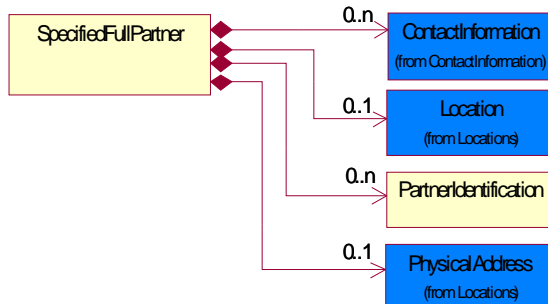 SpecifiedFullPartner
0..n
ContactInformation
(from ContactInformation)
0..1
Location
(from Locations)
0..n
PartnerIdentification
0..1
PhysicalAddress
(from Locations)